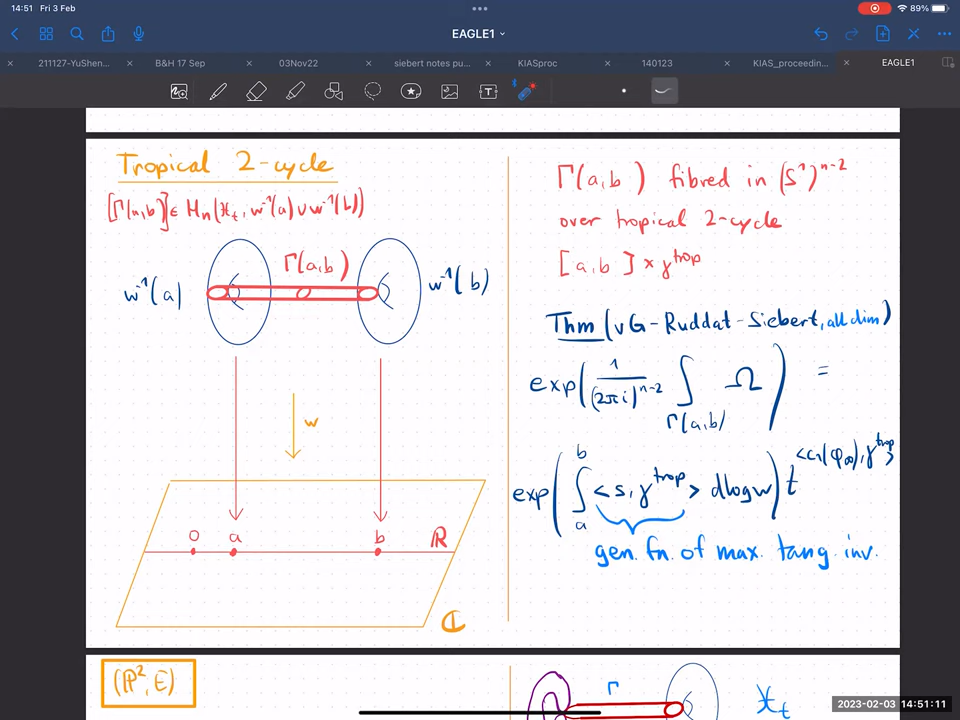 14:51 Fri 3 Feb
89%
EAGLE1
211127-YuShen...
B&H 17 Sep
03Nov22
siebert notes pu...
KIASproc
140123
KIAS_proceedin...
EAGLE1
Tropical 2-cycle
[Γ(a,b)] ∈ Hn(𝔛t, w⁻¹(a) ∪ w⁻¹(b))
w⁻¹(a)
Γ(a,b)
w⁻¹(b)
w
0 a b ℝ
ℂ
Γ(a,b) fibred in (S¹)ⁿ⁻²
over tropical 2-cycle
[a,b] × γ^trop
Thm (vG-Ruddat-Siebert, all dim)
exp( 1/(2πi)ⁿ⁻² ∫_Γ(a,b) Ω ) =
exp( ∫_a^b <s, γ^trop> dlog w ) t^<c₁(φ∞), γ^trop>
gen. fn. of max. tang. inv.
(ℙ², E)
Γ
𝔛t
2023-02-03 14:51:11